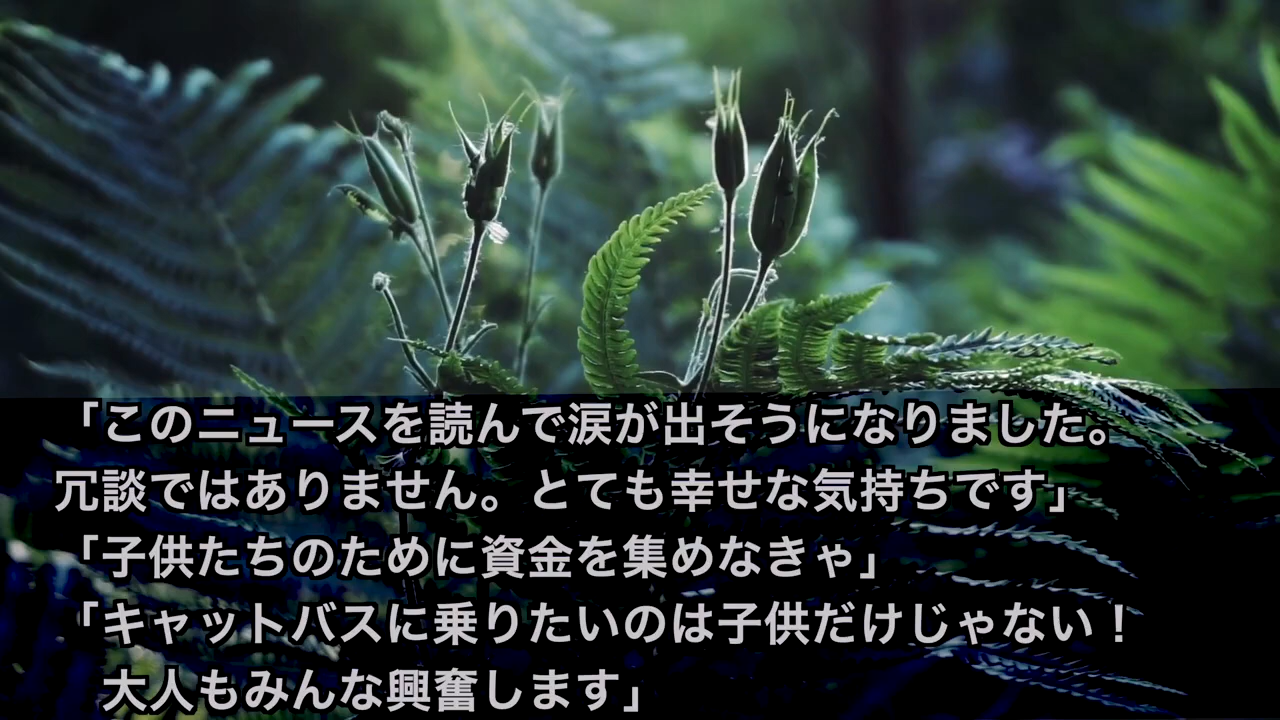 「このニュースを読んで涙が出そうになりました。
冗談ではありません。とても幸せな気持ちです」
「子供たちのために資金を集めなきゃ」
「キャットバスに乗りたいのは子供だけじゃない！
大人もみんな興奮します」